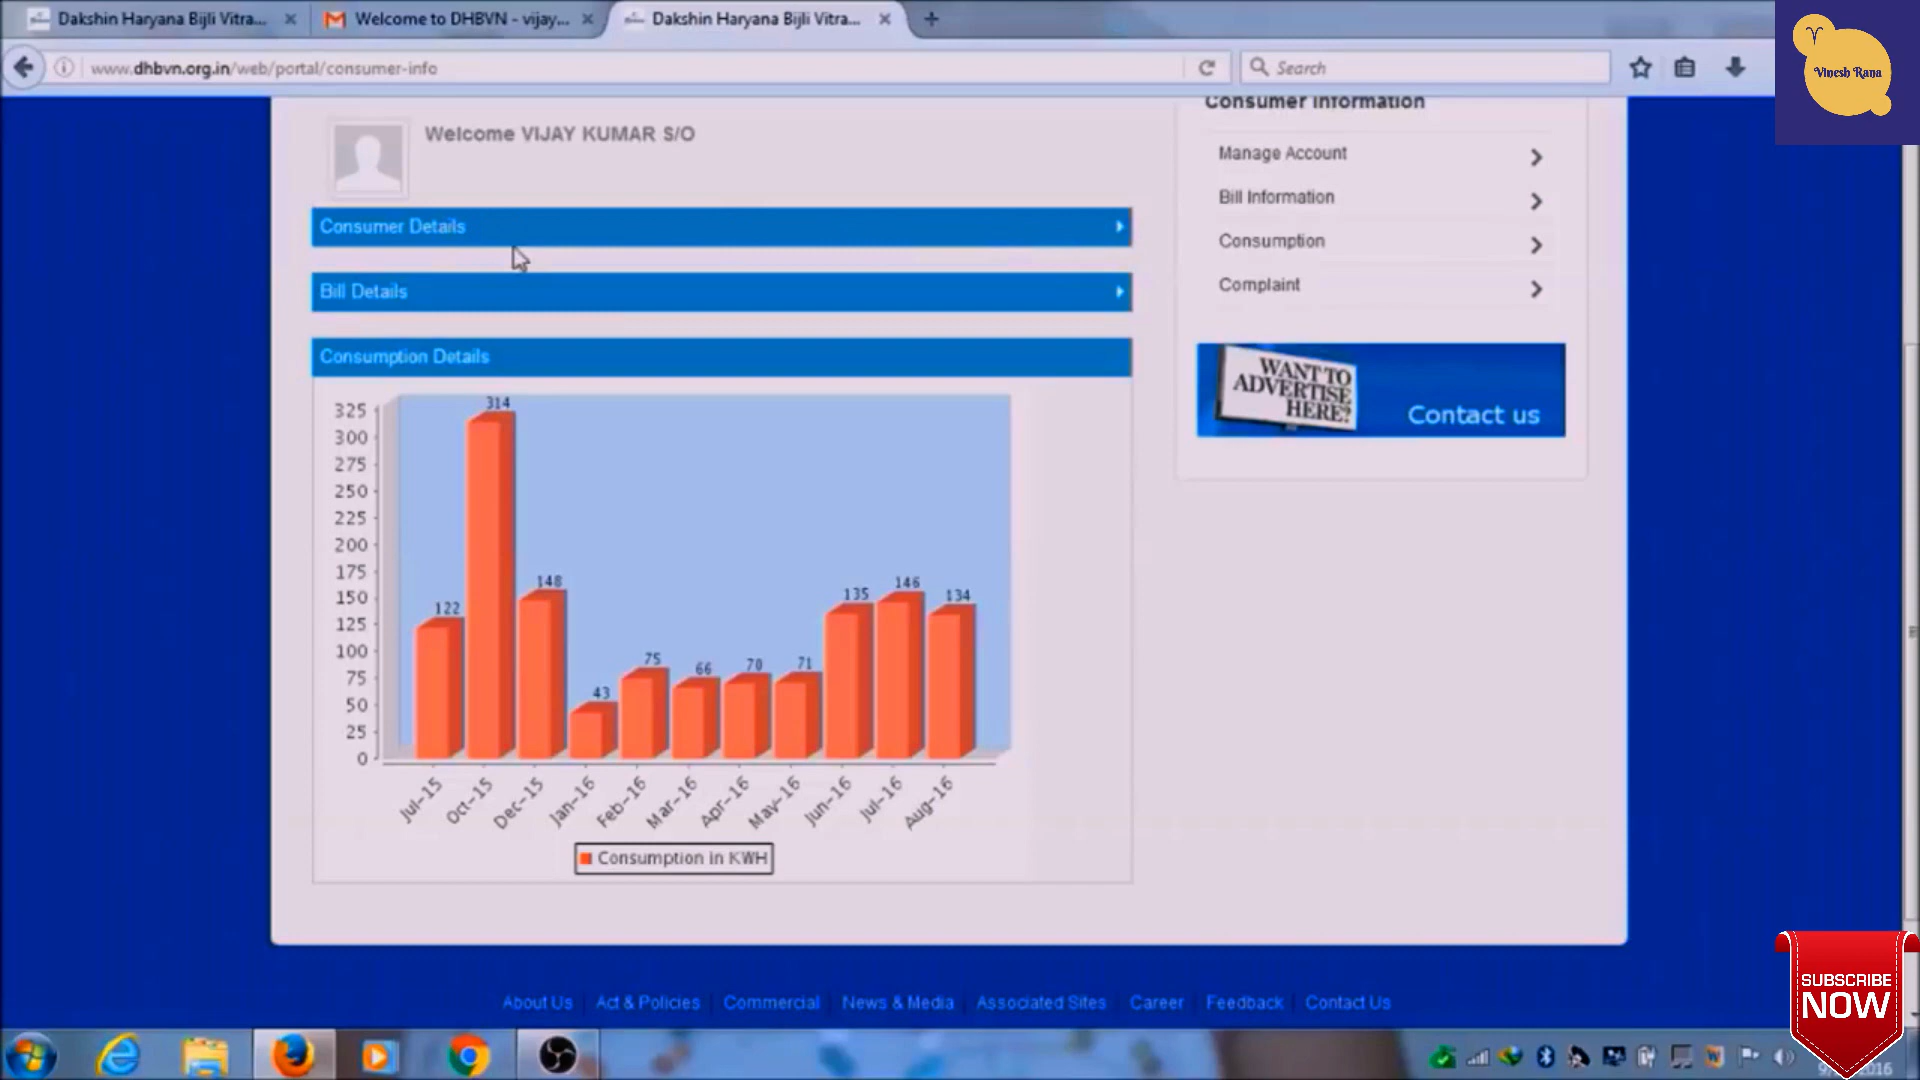 Dakshin Haryana Bijli Vitra...
Welcome to DHBVN - vijay...
Dakshin Haryana Bijli Vitra...
www.dhbvn.org.in/web/portal/consumer-info
Search
Vinesh Rana
Welcome VIJAY KUMAR S/O
Consumer Details
Bill Details
Consumption Details
325
300
275
250
225
200
175
150
125
100
75
50
25
0
122
314
148
43
75
66
70
71
135
146
134
Jul-15
Oct-15
Dec-15
Jan-16
Feb-16
Mar-16
Apr-16
May-16
Jun-16
Jul-16
Aug-16
Consumption in KWH
Consumer Information
Manage Account
Bill Information
Consumption
Complaint
WANT TO
ADVERTISE
HERE?
Contact us
About Us
Act & Policies
Commercial
News & Media
Associated Sites
Career
Feedback
Contact Us
SUBSCRIBE
NOW